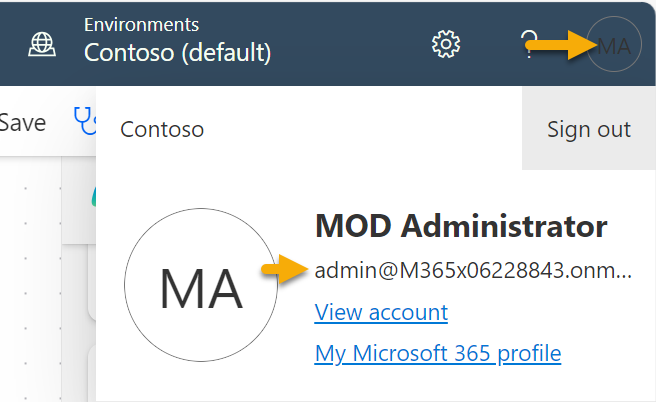 Environments
Contoso (default)
?
MA
Save
Contoso
Sign out
MA
MOD Administrator
admin@M365x06228843.onm...
View account
My Microsoft 365 profile